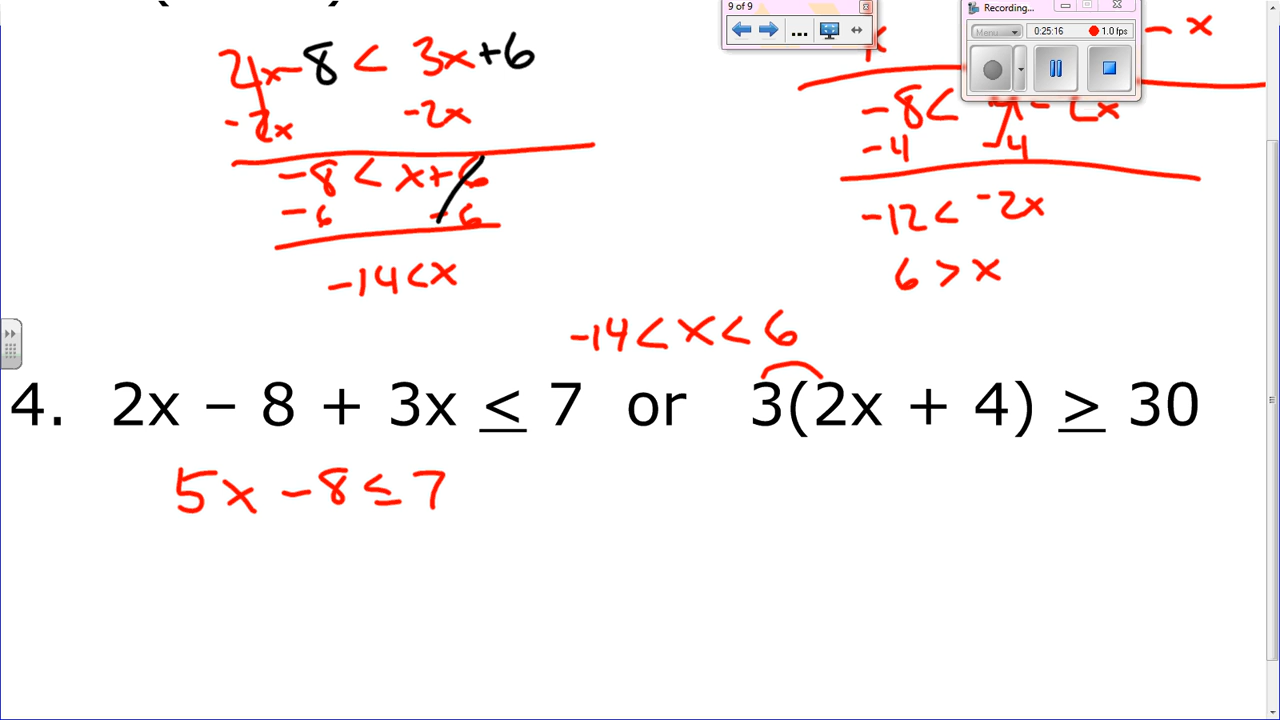 9 of 9
Recording...
Menu
0:25:16
1.0 fps
2x-8 < 3x+6
-2x -2x
-8 < x+6
-6 -6
-14<x
- x
-8< 4 - 2x
-4 -4
-12< -2x
6 > x
-14 < x < 6
4. 2x – 8 + 3x ≤ 7 or 3(2x + 4) ≥ 30
5x -8 ≤ 7